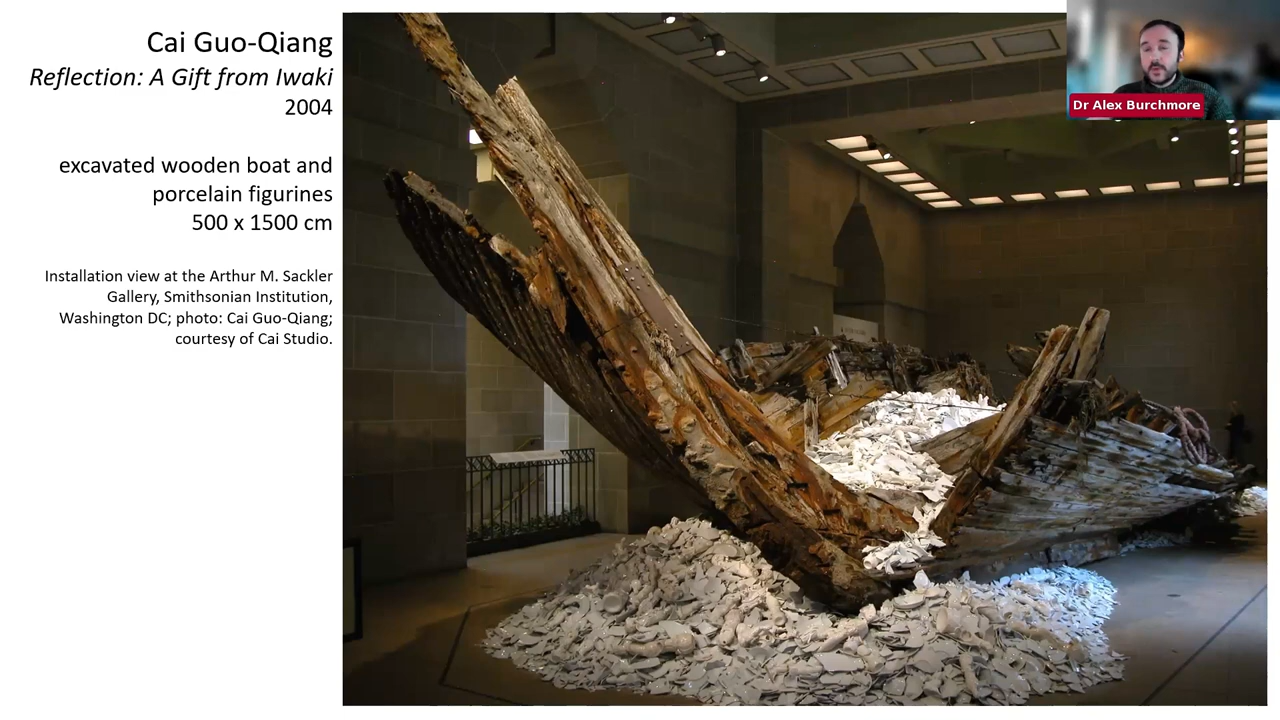 Cai Guo-Qiang
Reflection: A Gift from Iwaki
2004
excavated wooden boat and
porcelain figurines
500 x 1500 cm
Installation view at the Arthur M. Sackler
Gallery, Smithsonian Institution,
Washington DC; photo: Cai Guo-Qiang;
courtesy of Cai Studio.
Dr Alex Burchmore